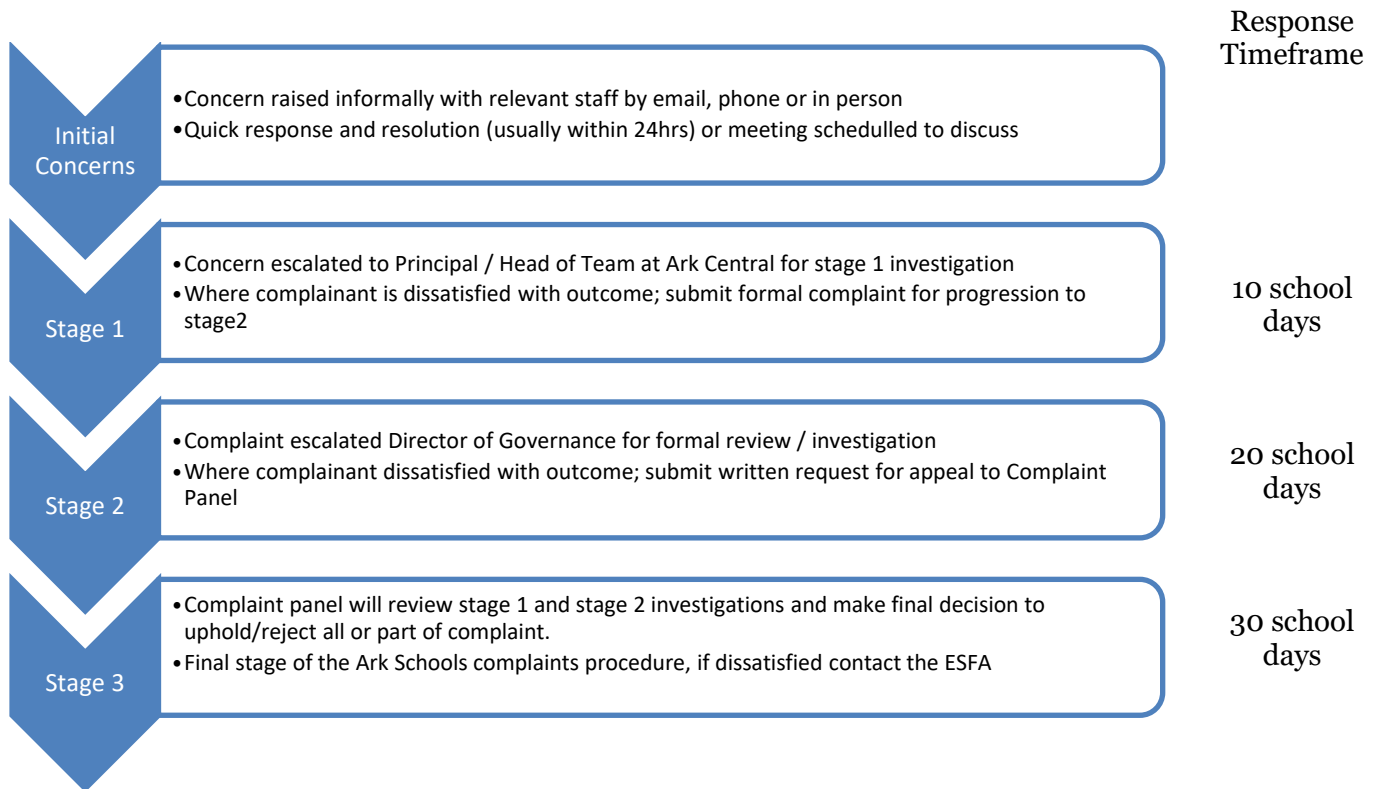 Response
Timeframe
Initial
Concerns
•Concern raised informally with relevant staff by email, phone or in person
•Quick response and resolution (usually within 24hrs) or meeting schedulled to discuss
Stage 1
•Concern escalated to Principal / Head of Team at Ark Central for stage 1 investigation
•Where complainant is dissatisfied with outcome; submit formal complaint for progression to
stage2
10 school
days
Stage 2
•Complaint escalated Director of Governance for formal review / investigation
•Where complainant dissatisfied with outcome; submit written request for appeal to Complaint
Panel
20 school
days
Stage 3
•Complaint panel will review stage 1 and stage 2 investigations and make final decision to
uphold/reject all or part of complaint.
•Final stage of the Ark Schools complaints procedure, if dissatisfied contact the ESFA
30 school
days